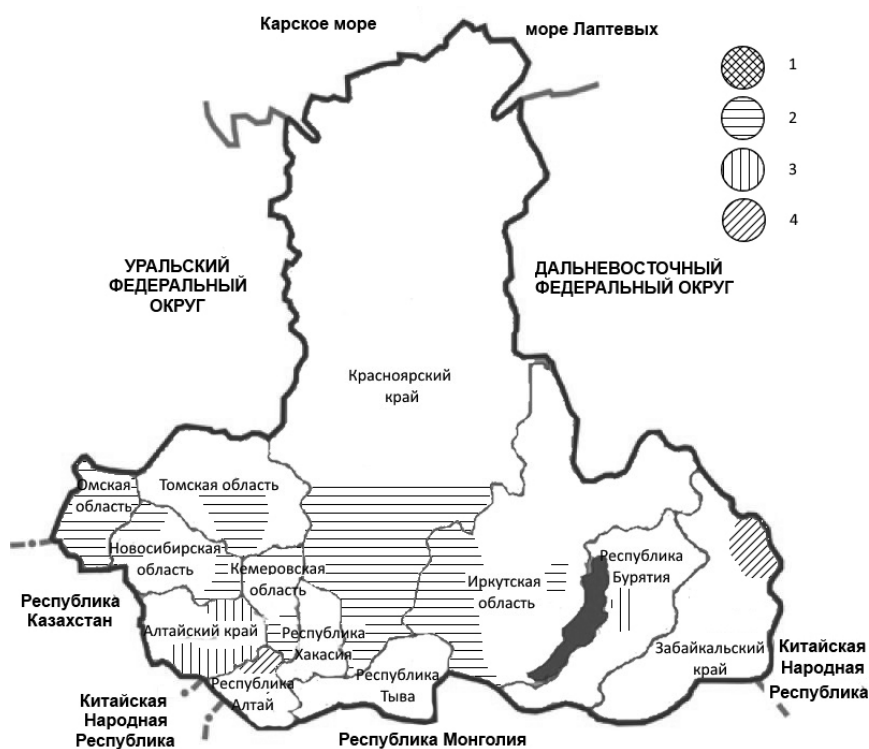 Карское море
море Лаптевых
1
2
3
4
УРАЛЬСКИЙ
ФЕДЕРАЛЬНЫЙ
ОКРУГ
ДАЛЬНЕВОСТОЧНЫЙ
ФЕДЕРАЛЬНЫЙ ОКРУГ
Красноярский
край
Омская
область
Томская область
Новосибирская
область
Кемеровская
область
Иркутская
область
Республика
Бурятия
Республика
Казахстан
Алтайский край
Республика
Хакасия
Забайкальский
край
Китайская
Народная
Республика
Республика
Алтай
Республика
Тыва
Китайская
Народная
Республика
Республика Монголия